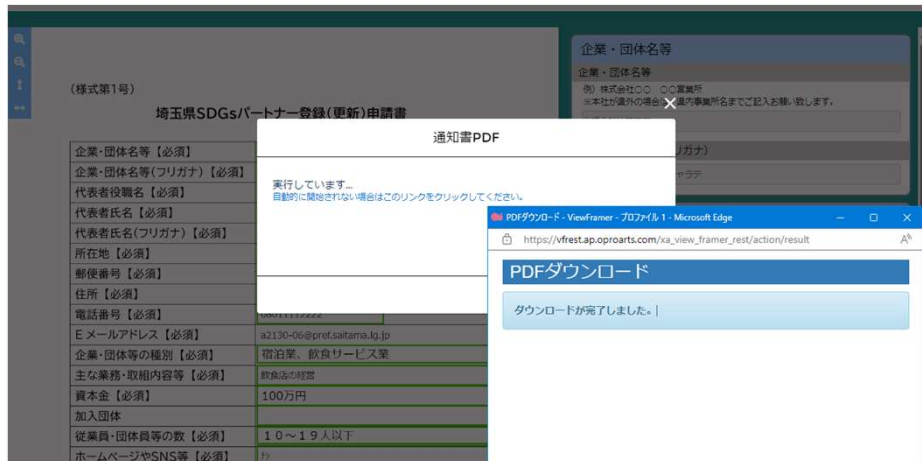 (様式第1号)
埼玉県SDGsパートナー登録(更新)申請書
企業・団体名等【必須】
企業・団体名等(フリガナ)【必須】
代表者役職名【必須】
代表者氏名【必須】
代表者氏名(フリガナ)【必須】
所在地【必須】
郵便番号【必須】
住所【必須】
電話番号【必須】 08011112222
Eメールアドレス【必須】 a2130-06@pref.saitama.lg.jp
企業・団体等の種別【必須】 宿泊業、飲食サービス業
主な業務・取組内容等【必須】 飲食店の経営
資本金【必須】 100万円
加入団体
従業員・団体員等の数【必須】 10~19人以下
ホームページやSNS等【必須】 ナシ
企業・団体名等
企業・団体名等
例)株式会社〇〇 〇〇営業所
※本社が県外の場合は、県内事業所名までご記入お願い致します。
リガナ)
通知書PDF
実行しています...
自動的に開始されない場合はこのリンクをクリックしてください。
PDFダウンロード - ViewFramer - プロファイル 1 - Microsoft Edge
https://vfrest.ap.oproarts.com/xa_view_framer_rest/action/result
PDFダウンロード
ダウンロードが完了しました。